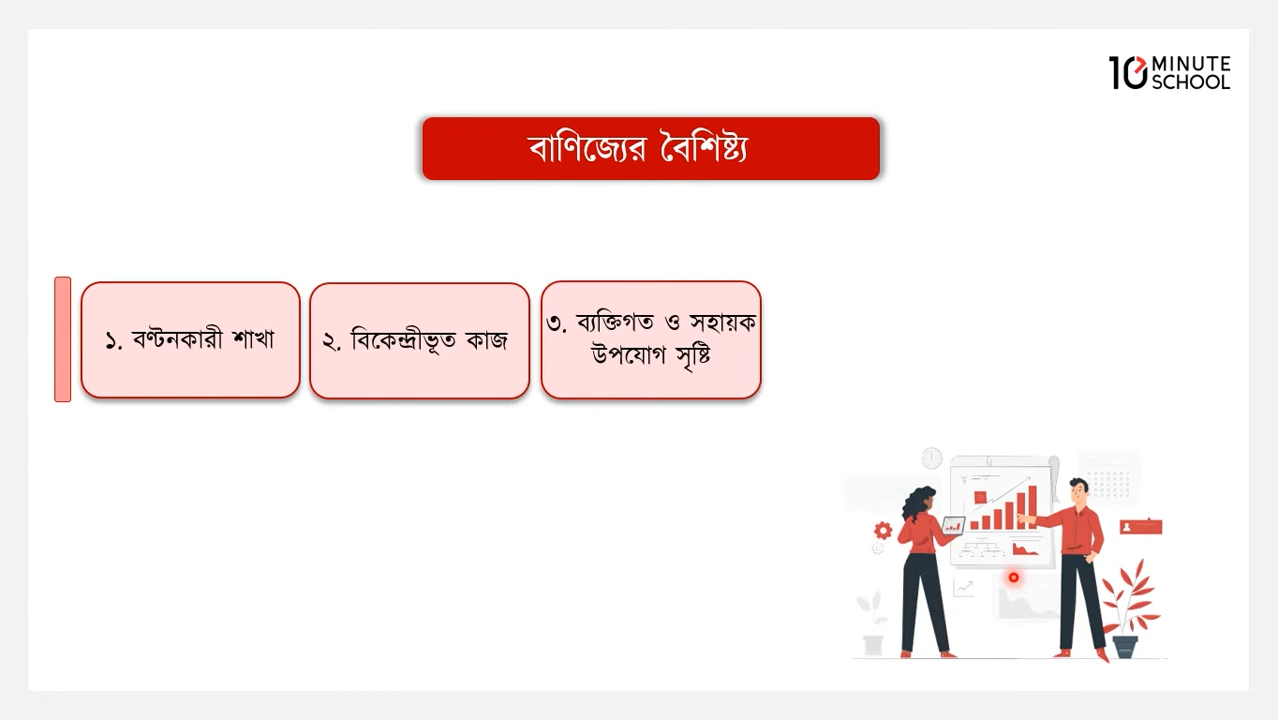 10 MINUTE
SCHOOL
বাণিজ্যের বৈশিষ্ট্য
১. বণ্টনকারী শাখা
২. বিকেন্দ্রীভূত কাজ
৩. ব্যক্তিগত ও সহায়ক
উপযোগ সৃষ্টি